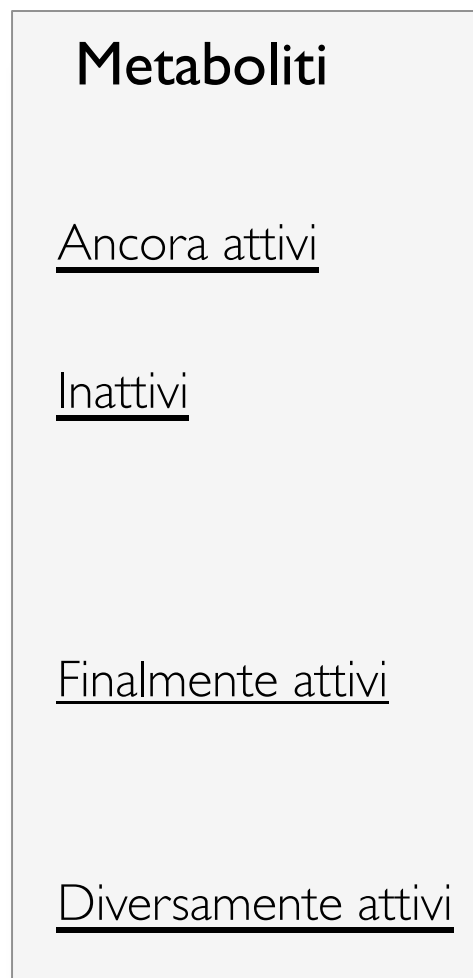 Metaboliti
Ancora attivi
Inattivi
Finalmente attivi
Diversamente attivi